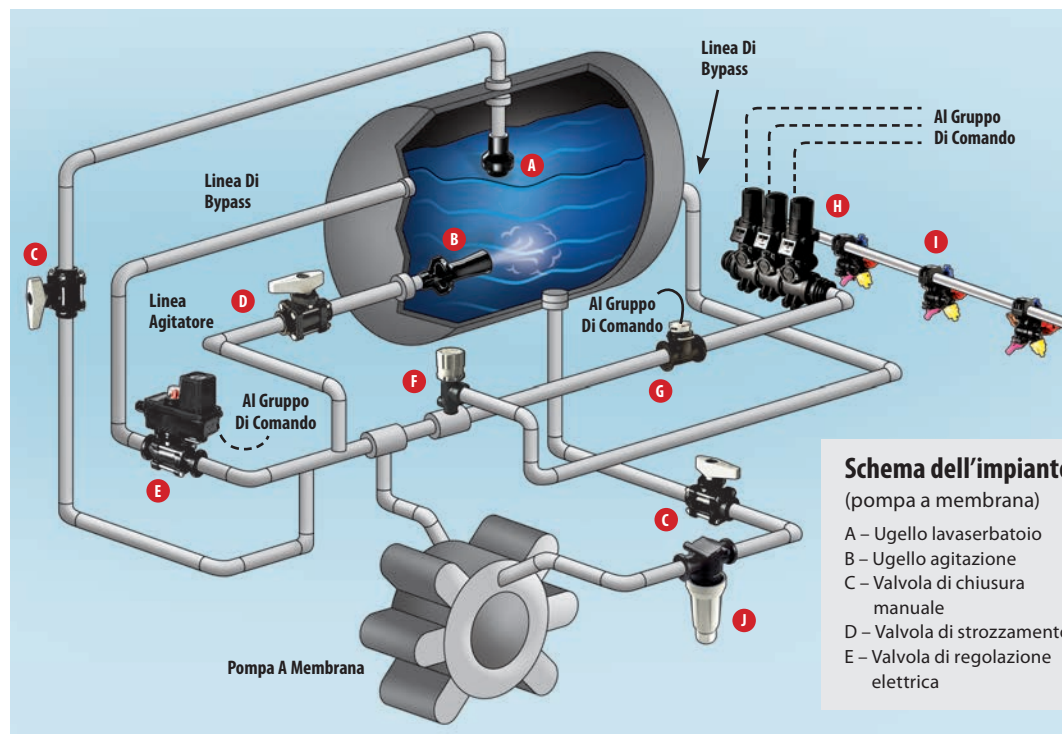 Linea Di
Bypass
Al Gruppo
Di Comando
A
H
Linea Di
Bypass
B
I
C
D
Linea
Agitatore
Al Gruppo
Di Comando
F
G
Al Gruppo
Di Comando
E
C
Schema dell’impianto
(pompa a membrana)
A – Ugello lavaserbatoio
B – Ugello agitazione
C – Valvola di chiusura
manuale
D – Valvola di strozzamento
E – Valvola di regolazione
elettrica
J
Pompa A Membrana